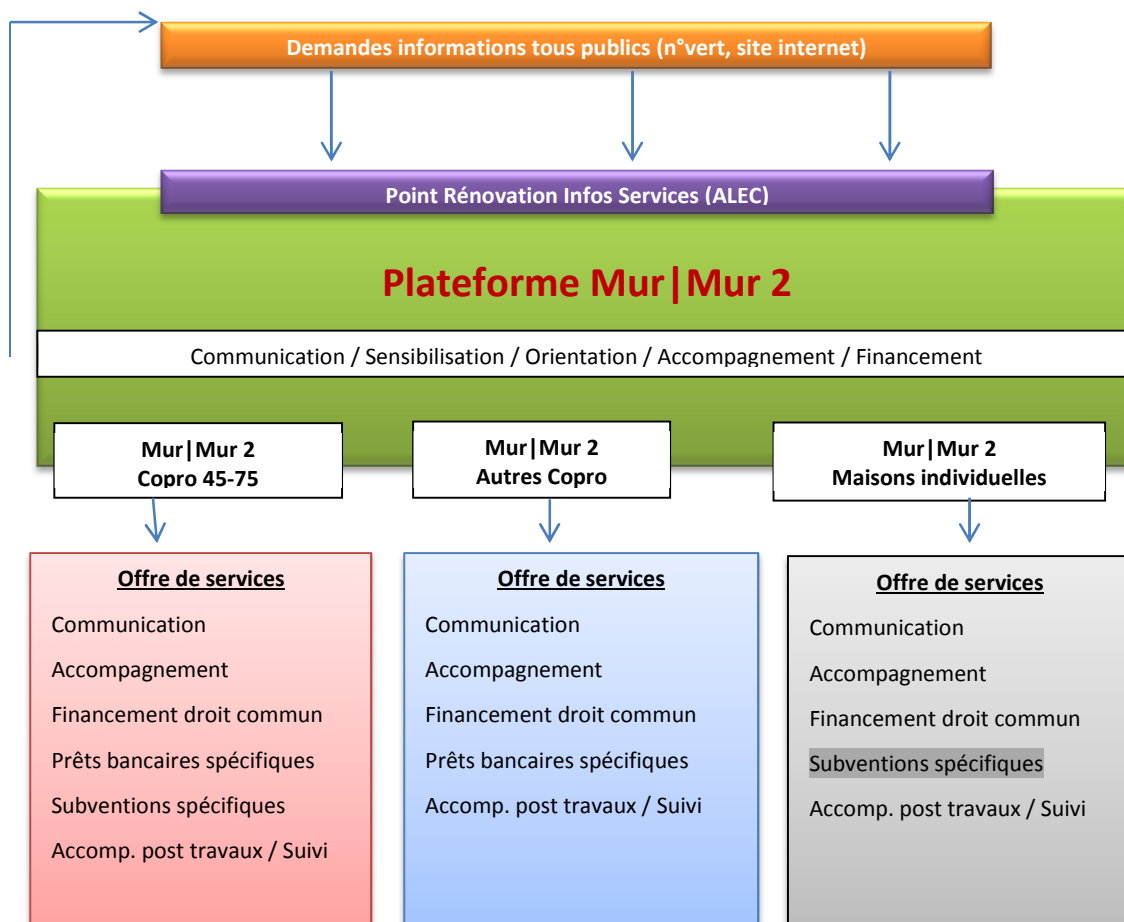 Demandes informations tous publics (n°vert, site internet)
Point Rénovation Infos Services (ALEC)
Plateforme Mur|Mur 2
Communication / Sensibilisation / Orientation / Accompagnement / Financement
Mur|Mur 2
Copro 45-75
Mur|Mur 2
Autres Copro
Mur|Mur 2
Maisons individuelles
Offre de services
Communication
Accompagnement
Financement droit commun
Prêts bancaires spécifiques
Subventions spécifiques
Accomp. post travaux / Suivi
Offre de services
Communication
Accompagnement
Financement droit commun
Prêts bancaires spécifiques
Accomp. post travaux / Suivi
Offre de services
Communication
Accompagnement
Financement droit commun
Subventions spécifiques
Accomp. post travaux / Suivi